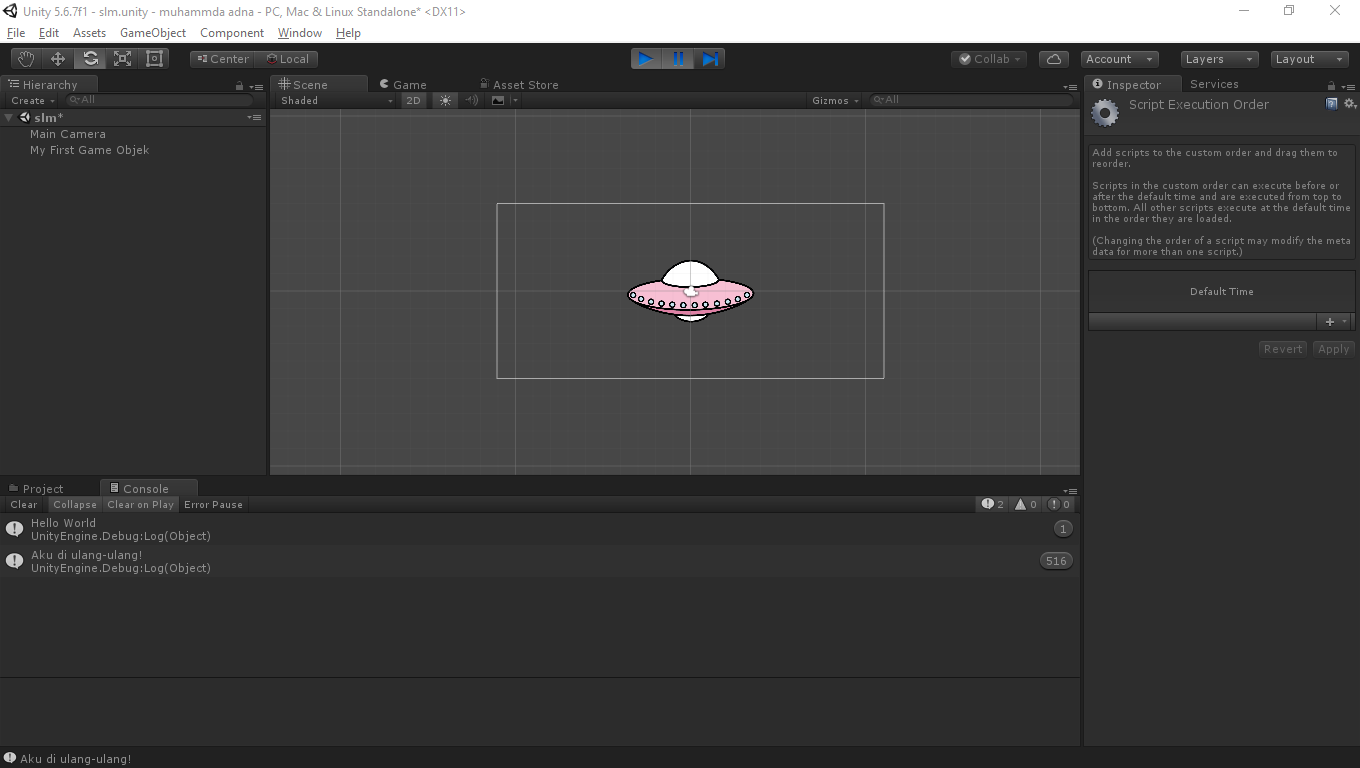 Unity 5.6.7f1 - slm.unity - muhammda adna - PC, Mac & Linux Standalone* <DX11>
File Edit Assets GameObject Component Window Help
Center Local Collab Account Layers Layout
Hierarchy
Create All
slm*
Main Camera
My First Game Objek
Scene Game Asset Store
Shaded 2D Gizmos All
Inspector Services
Script Execution Order
Add scripts to the custom order and drag them to
reorder.
Scripts in the custom order can execute before or
after the default time and are executed from top to
bottom. All other scripts execute at the default time
in the order they are loaded.
(Changing the order of a script may modify the meta
data for more than one script.)
Default Time
Revert Apply
Project Console
Clear Collapse Clear on Play Error Pause 2 0 0
Hello World
UnityEngine.Debug:Log(Object)
1
Aku di ulang-ulang!
UnityEngine.Debug:Log(Object)
516
Aku di ulang-ulang!